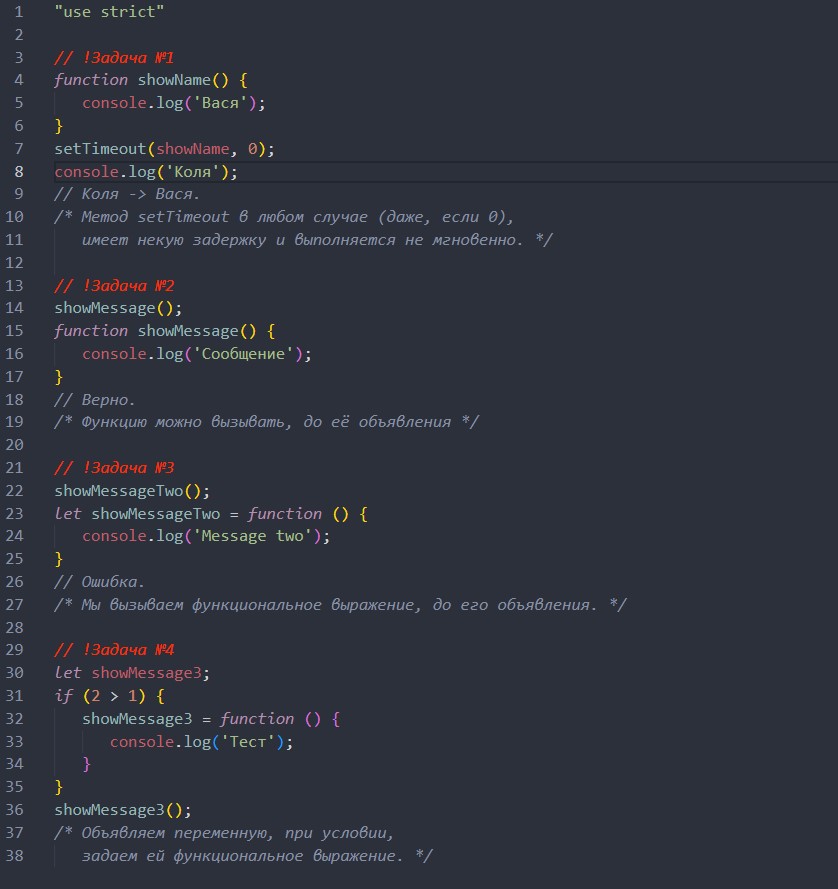 1 "use strict"
2
3 // !Задача №1
4 function showName() {
5 console.log('Вася');
6 }
7 setTimeout(showName, 0);
8 console.log('Коля');
9 // Коля -> Вася.
10 /* Метод setTimeout в любом случае (даже, если 0),
11 имеет некую задержку и выполняется не мгновенно. */
12
13 // !Задача №2
14 showMessage();
15 function showMessage() {
16 console.log('Сообщение');
17 }
18 // Верно.
19 /* Функцию можно вызывать, до её объявления */
20
21 // !Задача №3
22 showMessageTwo();
23 let showMessageTwo = function () {
24 console.log('Message two');
25 }
26 // Ошибка.
27 /* Мы вызываем функциональное выражение, до его объявления. */
28
29 // !Задача №4
30 let showMessage3;
31 if (2 > 1) {
32 showMessage3 = function () {
33 console.log('Тест');
34 }
35 }
36 showMessage3();
37 /* Объявляем переменную, при условии,
38 задаем ей функциональное выражение. */